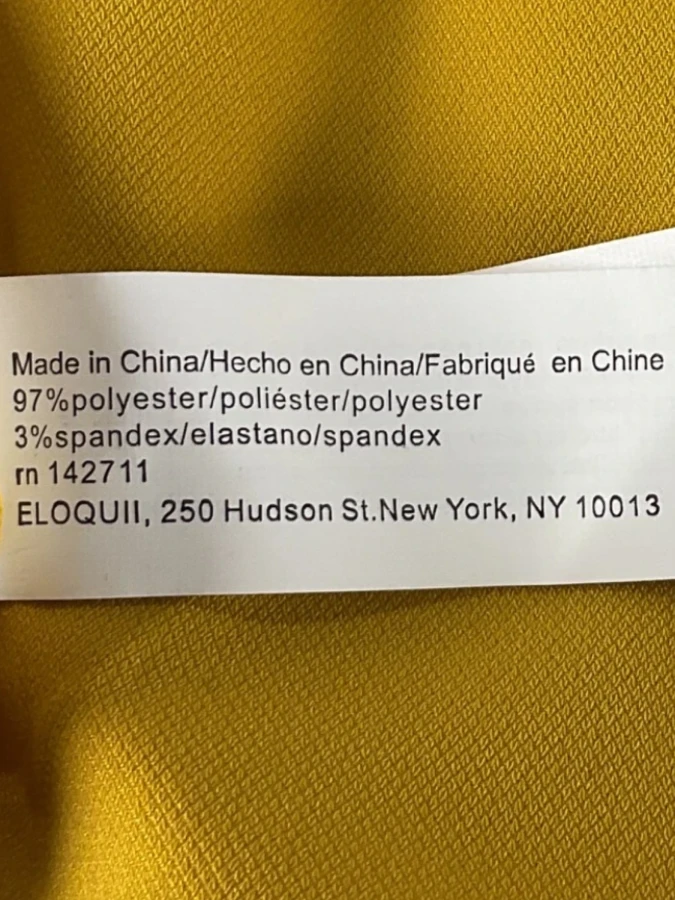 Made in China/Hecho en China/Fabriqué en Chine
97%polyester/poliéster/polyester
3%spandex/elastano/spandex
rn 142711
ELOQUII, 250 Hudson St.New York, NY 10013